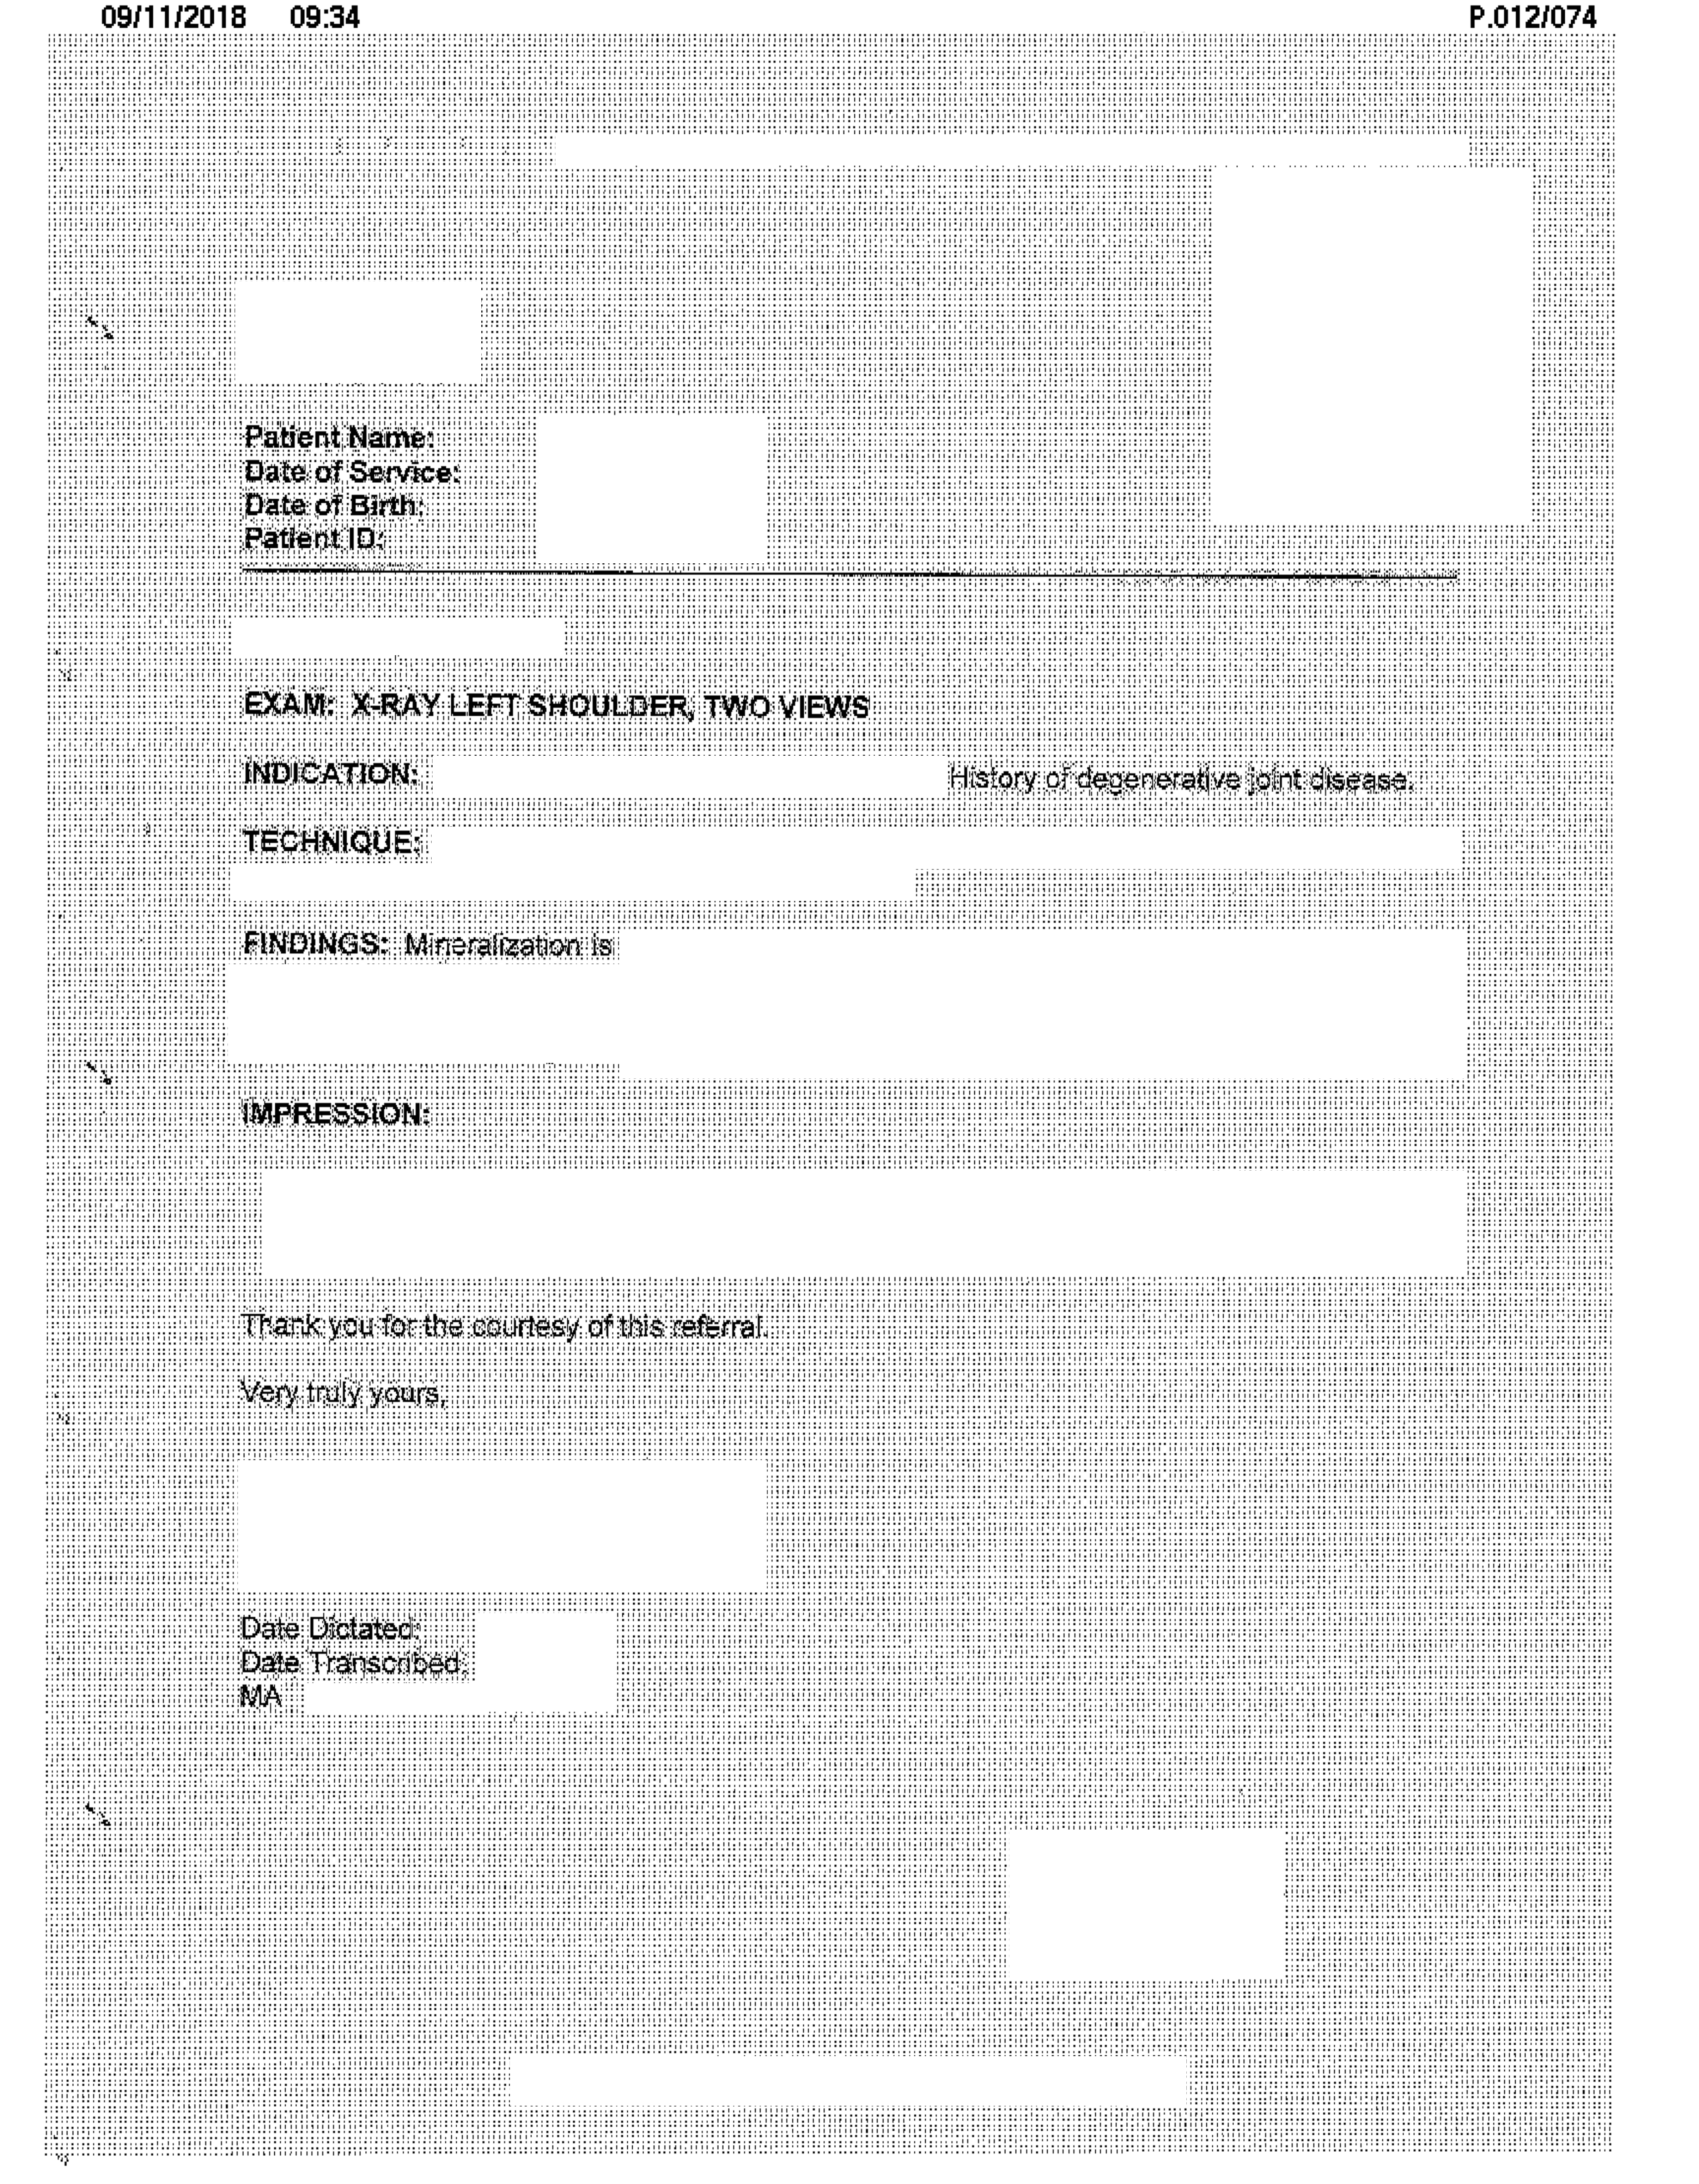 09/11/2018 09:34 P.012/074
Patient Name:
Date of Service:
Date of Birth:
Patient ID:
EXAM: X-RAY LEFT SHOULDER, TWO VIEWS
INDICATION: History of degenerative joint disease.
TECHNIQUE:
FINDINGS: Mineralization is
IMPRESSION:
Thank you for the courtesy of this referral.
Very truly yours,
Date Dictated:
Date Transcribed:
MA